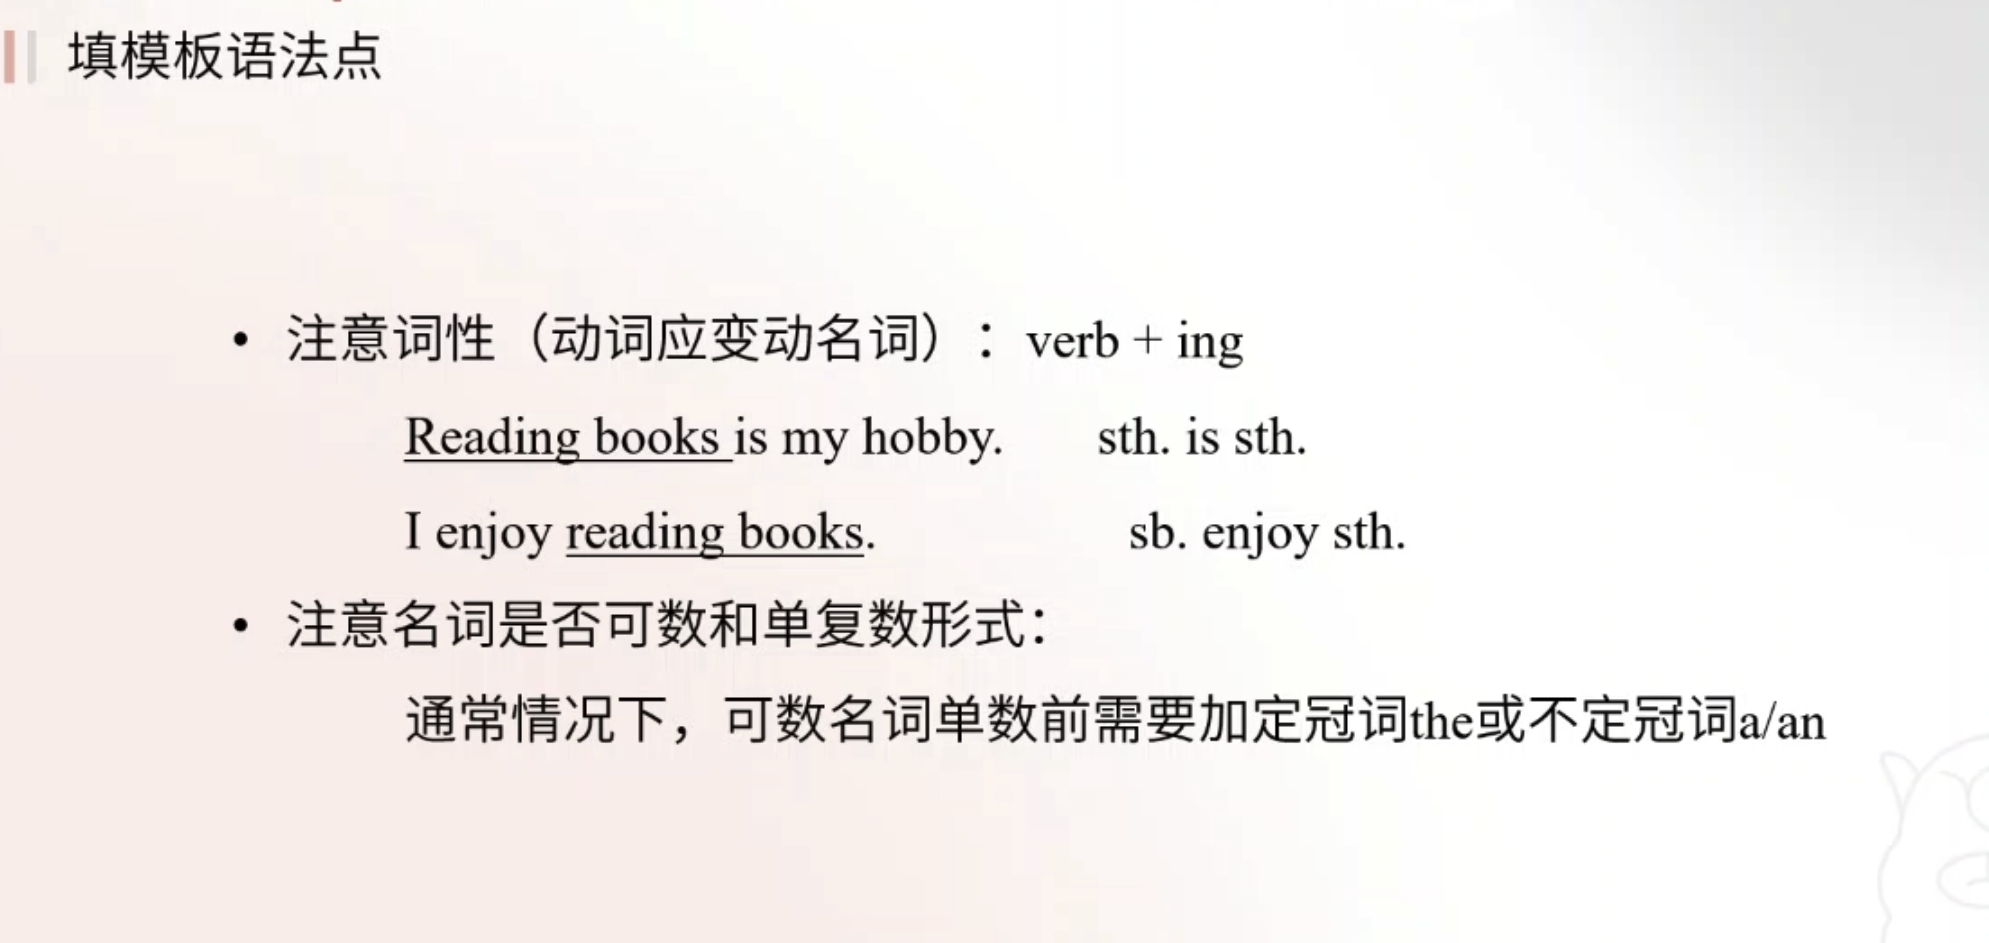 填模板语法点
• 注意词性（动词应变动名词）：verb + ing
Reading books is my hobby. sth. is sth.
I enjoy reading books. sb. enjoy sth.
• 注意名词是否可数和单复数形式：
通常情况下，可数名词单数前需要加定冠词the或不定冠词a/an